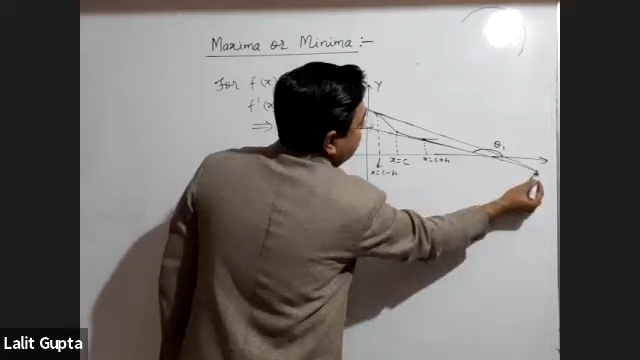 Maxima or Minima :-
For f(x)
f'(x
⇒
Y
θ₁
x=c
x=c+h
x=c-h
Lalit Gupta